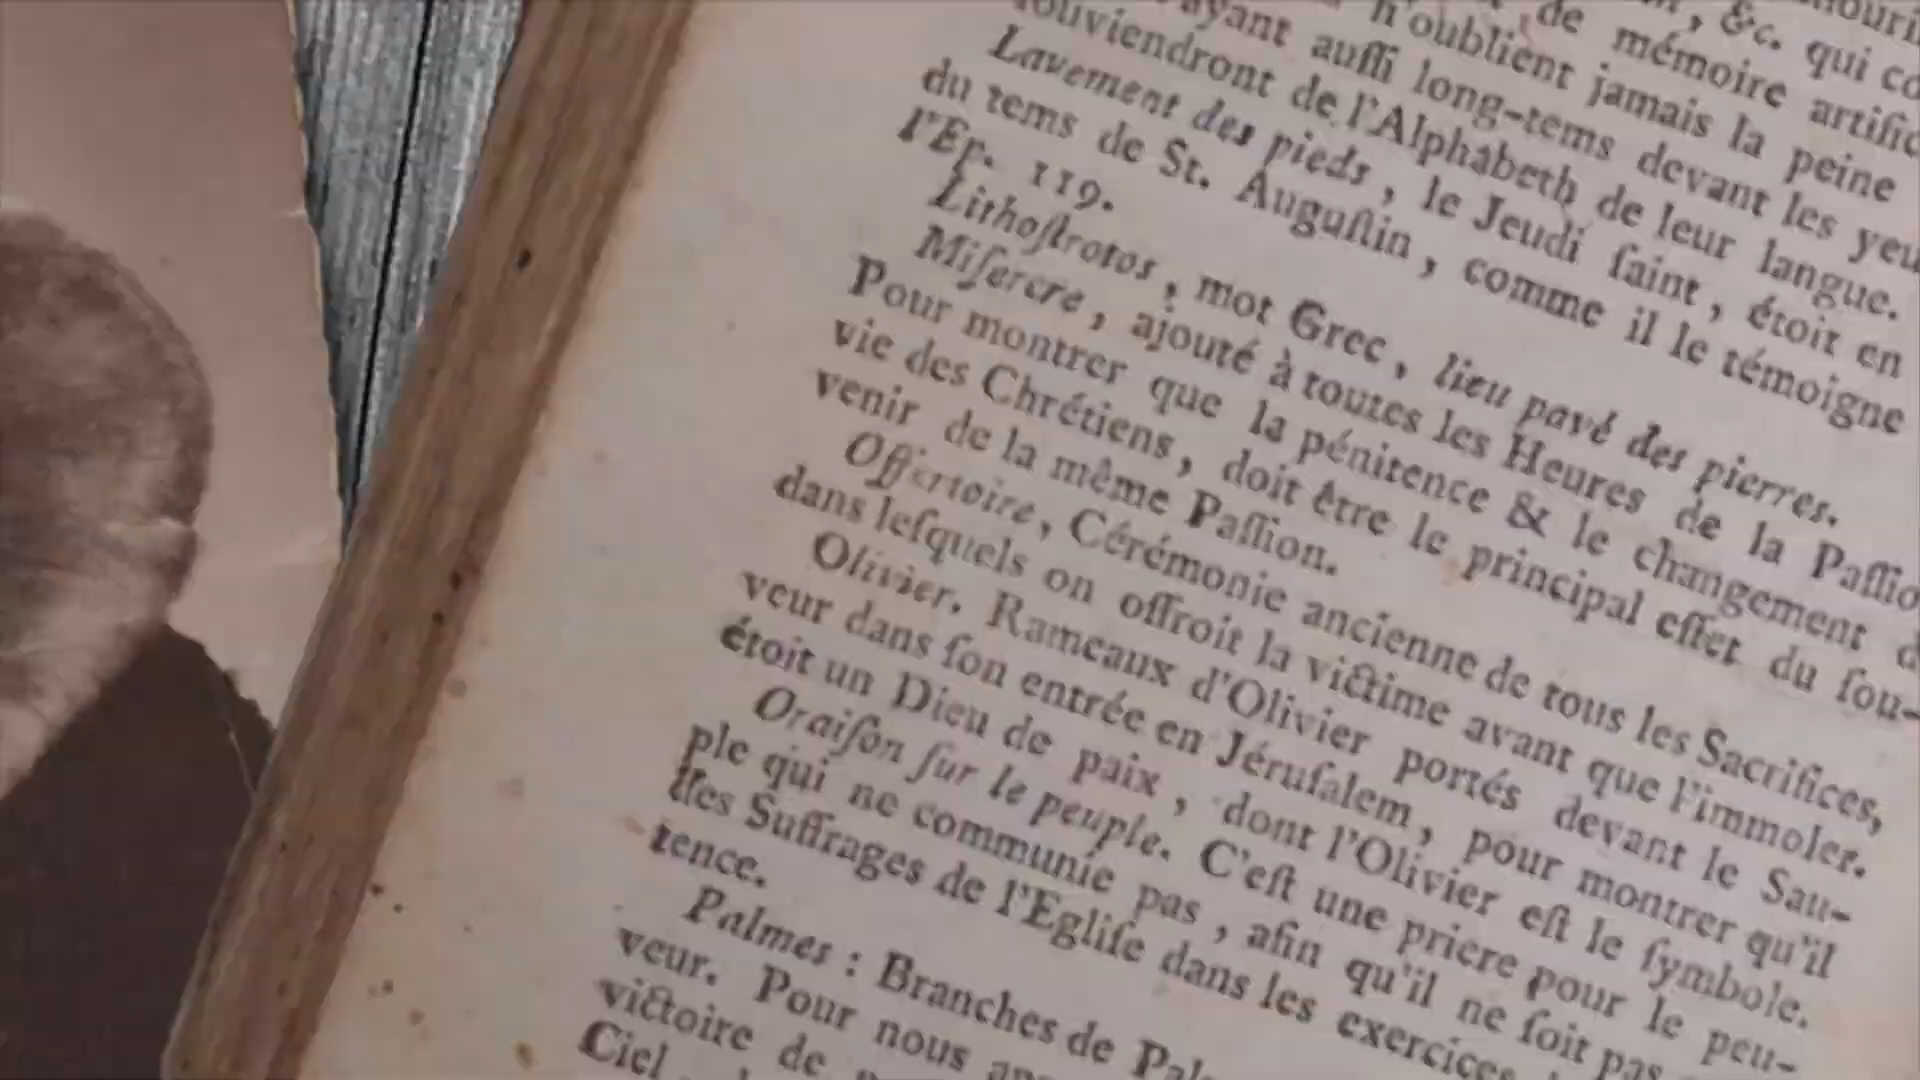 , &c. qui
de mémoire
n'oublient jamais la peine
ayant auſſi long-tems devant les
ſouviendront de l'Alphabeth de leur langue.
Lavement des pieds, le Jeudi ſaint, étoit en
du tems de St. Auguſtin, comme il le témoigne
l'Ep. 119.
Lithoſtrotos, mot Grec, lieu pavé des pierres.
Miſerere, ajouté à toutes les Heures de la
Pour montrer que la pénitence & le changement
vie des Chrétiens, doit être le principal effet du ſou-
venir de la même Paſſion.
Offertoire, Cérémonie ancienne de tous les Sacrifices,
dans leſquels on offroit la victime avant que l'immoler.
Olivier. Rameaux d'Olivier portés devant le Sau-
veur dans ſon entrée en Jéruſalem, pour montrer qu'il
étoit un Dieu de paix, dont l'Olivier eſt le ſymbole.
Oraiſon ſur le peuple. C'eſt une priere pour le peu-
ple qui ne communie pas, afin qu'il ne ſoit pas
des Suffrages de l'Egliſe dans les exercices
tence.
Palmes : Branches de
veur. Pour nous
victoire de
Ciel